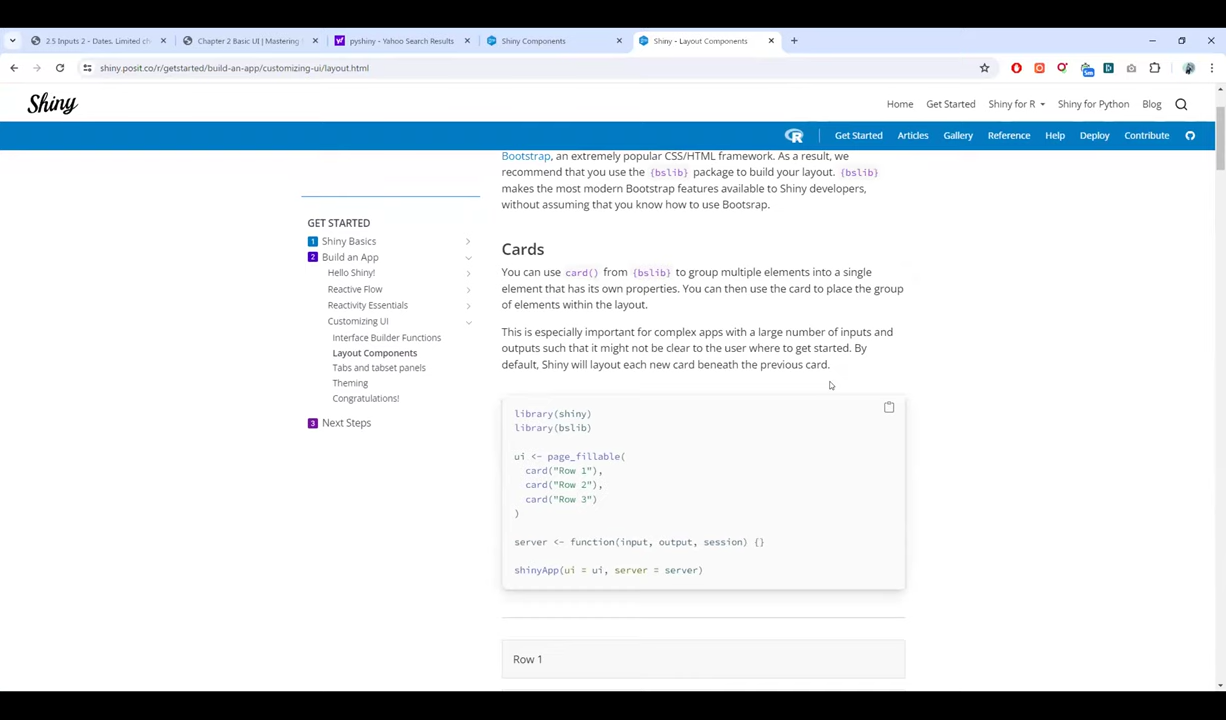 2.5 Inputs 2 - Dates, Limited ch
Chapter 2 Basic UI | Mastering
pyshiny - Yahoo Search Results
Shiny Components
Shiny - Layout Components
shiny.posit.co/r/getstarted/build-an-app/customizing-ui/layout.html
Shiny
Home
Get Started
Shiny for R
Shiny for Python
Blog
Get Started
Articles
Gallery
Reference
Help
Deploy
Contribute
GET STARTED
1 Shiny Basics
2 Build an App
Hello Shiny!
Reactive Flow
Reactivity Essentials
Customizing UI
Interface Builder Functions
Layout Components
Tabs and tabset panels
Theming
Congratulations!
3 Next Steps
Bootstrap, an extremely popular CSS/HTML framework. As a result, we
recommend that you use the {bslib} package to build your layout. {bslib}
makes the most modern Bootstrap features available to Shiny developers,
without assuming that you know how to use Bootsrap.
Cards
You can use card() from {bslib} to group multiple elements into a single
element that has its own properties. You can then use the card to place the group
of elements within the layout.
This is especially important for complex apps with a large number of inputs and
outputs such that it might not be clear to the user where to get started. By
default, Shiny will layout each new card beneath the previous card.
library(shiny)
library(bslib)
ui <- page_fillable(
card("Row 1"),
card("Row 2"),
card("Row 3")
)
server <- function(input, output, session) {}
shinyApp(ui = ui, server = server)
Row 1